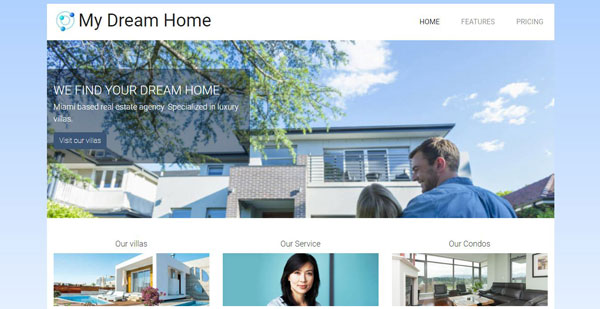 My Dream Home
HOME FEATURES PRICING
WE FIND YOUR DREAM HOME
Miami based real estate agency. Specialized in luxury
villas.
Visit our villas
Our villas Our Service Our Condos